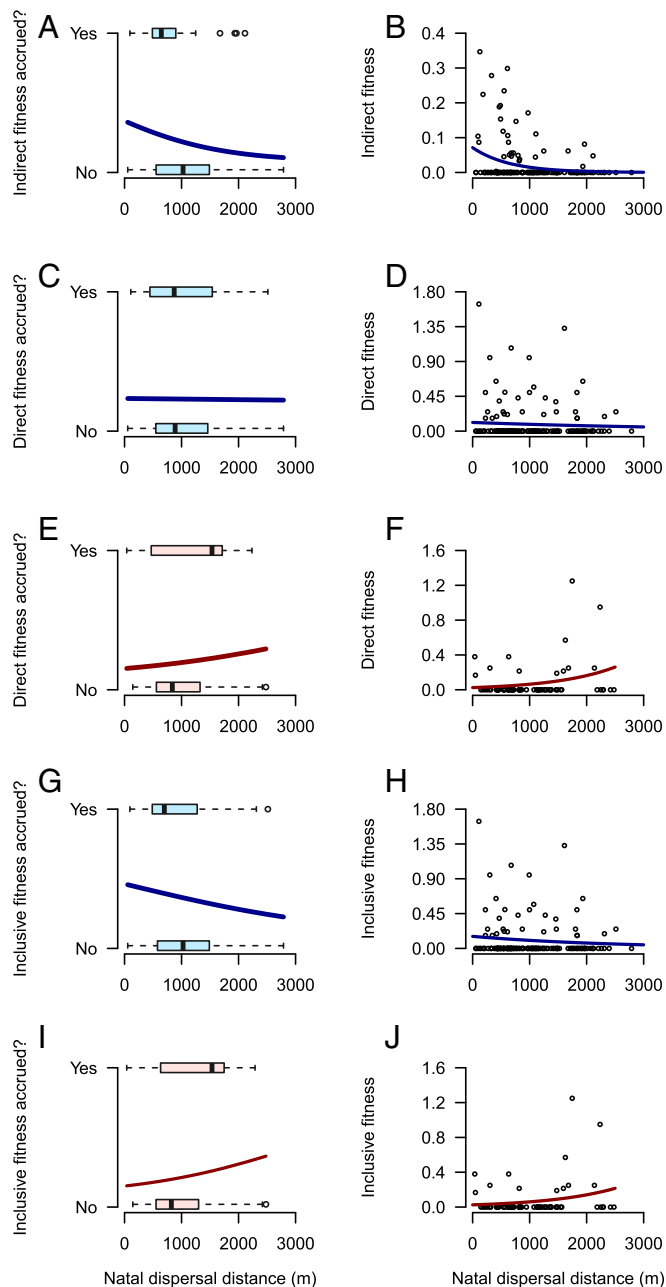 A
Indirect fitness accrued?
Yes
No
0 1000 2000 3000
B
Indirect fitness
0.4
0.3
0.2
0.1
0.0
0 1000 2000 3000
C
Direct fitness accrued?
Yes
No
0 1000 2000 3000
D
Direct fitness
1.80
1.35
0.90
0.45
0.00
0 1000 2000 3000
E
Direct fitness accrued?
Yes
No
0 1000 2000 3000
F
Direct fitness
1.6
1.2
0.8
0.4
0.0
0 1000 2000 3000
G
Inclusive fitness accrued?
Yes
No
0 1000 2000 3000
H
Inclusive fitness
1.80
1.35
0.90
0.45
0.00
0 1000 2000 3000
I
Inclusive fitness accrued?
Yes
No
0 1000 2000 3000
Natal dispersal distance (m)
J
Inclusive fitness
1.6
1.2
0.8
0.4
0.0
0 1000 2000 3000
Natal dispersal distance (m)